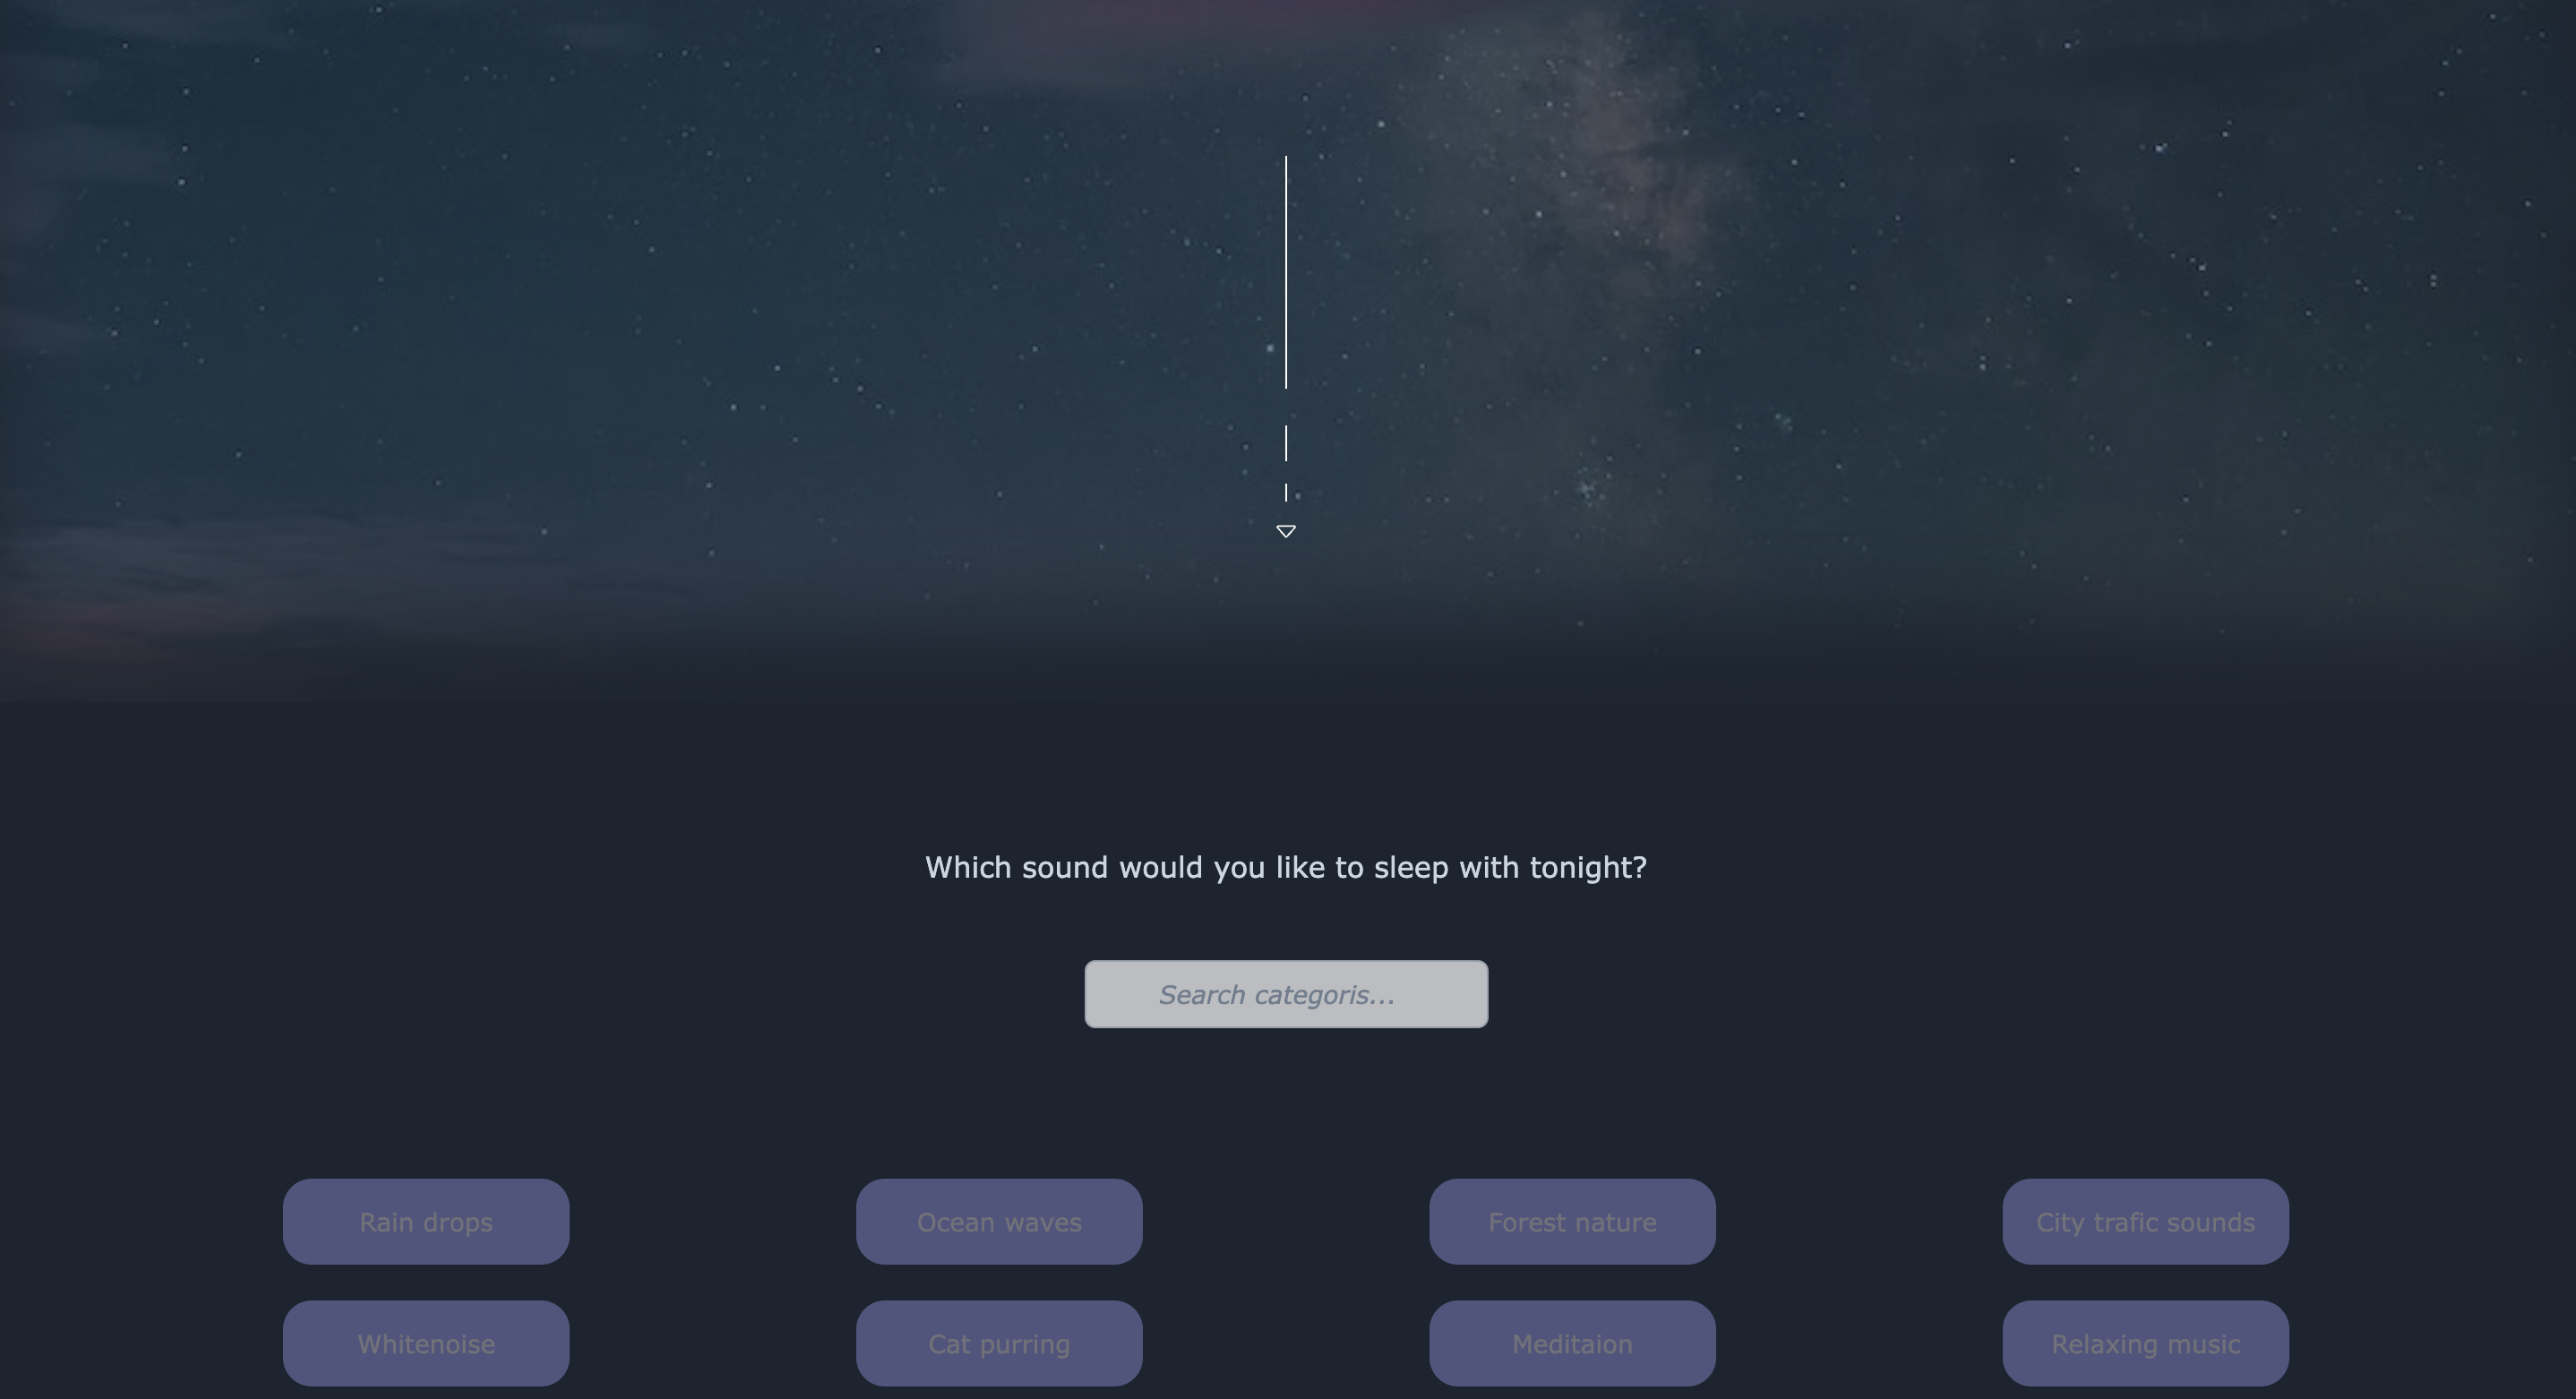 Which sound would you like to sleep with tonight?
Search categoris...
Rain drops
Ocean waves
Forest nature
City trafic sounds
Whitenoise
Cat purring
Meditaion
Relaxing music